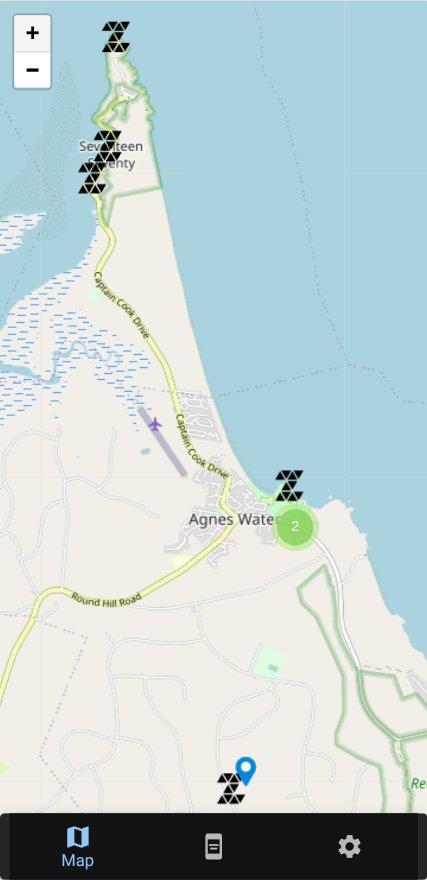 +
−
Seventeen
Seventy
Captain Cook Drive
Captain Cook Drive
Agnes Water
2
Round Hill Road
Map